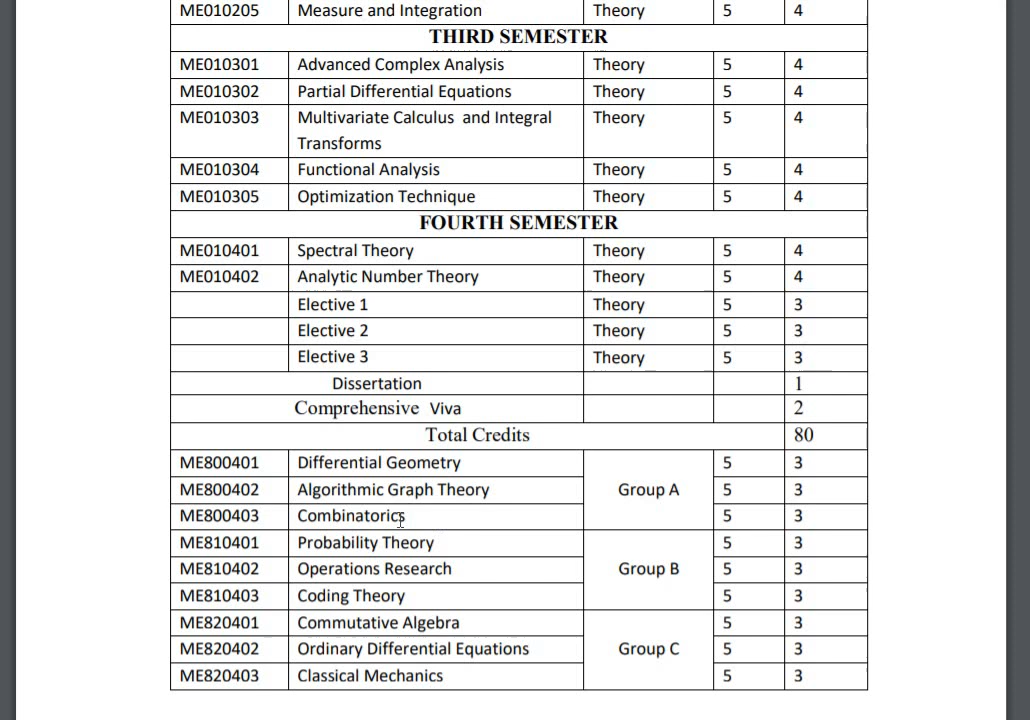 ME010205 Measure and Integration Theory 5 4
THIRD SEMESTER
ME010301 Advanced Complex Analysis Theory 5 4
ME010302 Partial Differential Equations Theory 5 4
ME010303 Multivariate Calculus and Integral Theory 5 4
Transforms
ME010304 Functional Analysis Theory 5 4
ME010305 Optimization Technique Theory 5 4
FOURTH SEMESTER
ME010401 Spectral Theory Theory 5 4
ME010402 Analytic Number Theory Theory 5 4
Elective 1 Theory 5 3
Elective 2 Theory 5 3
Elective 3 Theory 5 3
Dissertation 1
Comprehensive Viva 2
Total Credits 80
ME800401 Differential Geometry 5 3
ME800402 Algorithmic Graph Theory Group A 5 3
ME800403 Combinatorics 5 3
ME810401 Probability Theory 5 3
ME810402 Operations Research Group B 5 3
ME810403 Coding Theory 5 3
ME820401 Commutative Algebra 5 3
ME820402 Ordinary Differential Equations Group C 5 3
ME820403 Classical Mechanics 5 3